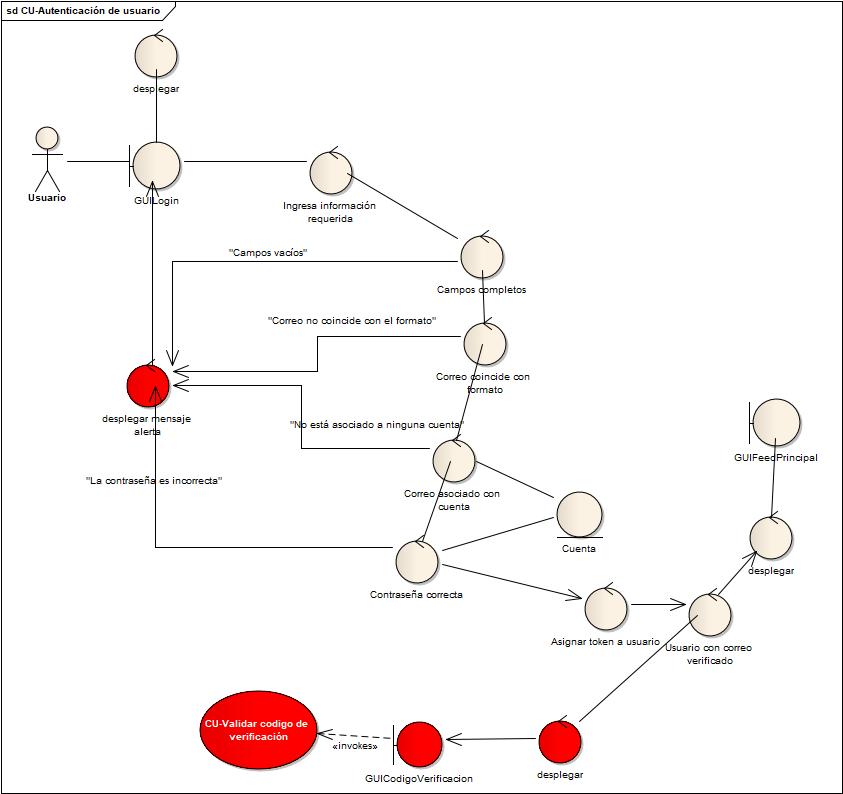 sd CU-Autenticación de usuario
desplegar
Usuario
GUILogin
Ingresa información
requerida
"Campos vacíos"
Campos completos
"Correo no coincide con el formato"
Correo coincide con
formato
desplegar mensaje
alerta
"No está asociado a ninguna cuenta"
GUIFeedPrincipal
"La contraseña es incorrecta"
Correo asociado con
cuenta
Cuenta
desplegar
Contraseña correcta
Asignar token a usuario
Usuario con correo
verificado
CU-Validar codigo de
verificación
«invokes»
GUICodigoVerificacion
desplegar